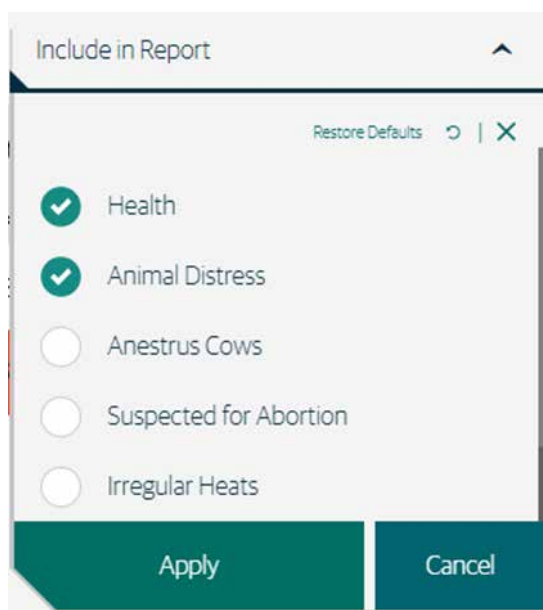 Include in Report
Restore Defaults
Health
Animal Distress
Anestrus Cows
Suspected for Abortion
Irregular Heats
Apply
Cancel